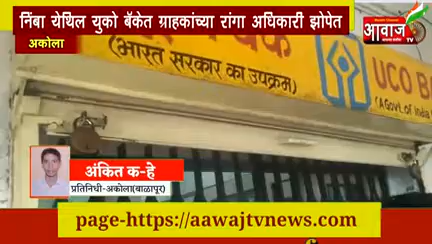 निंबा येथिल युको बॅकेत ग्राहकाच्या रांगा अधिकारी झोपेत
अकोला
आवाज
TV
(भारत सरकार का उपक्रम)
UCO B
(A Govt. of India
अंकित क-हे
प्रतिनिधी-अकोला(बाळापूर)
page-https://aawajtvnews.com/